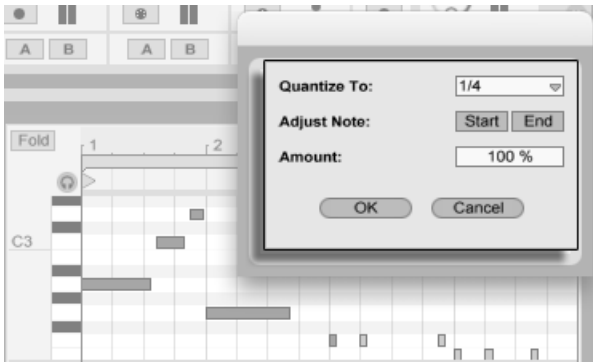 A B A B
Quantize To: 1/4
Adjust Note: Start End
Amount: 100 %
OK Cancel
Fold
1 2
C3